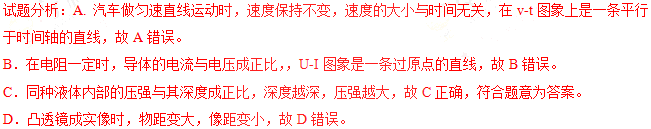 试题分析：A. 汽车做匀速直线运动时，速度保持不变，速度的大小与时间无关，在 v-t 图象上是一条平行
于时间轴的直线，故 A 错误。
B．在电阻一定时，导体的电流与电压成正比，，U-I 图象是一条过原点的直线，故 B 错误。
C．同种液体内部的压强与其深度成正比，深度越深，压强越大，故 C 正确，符合题意为答案。
D．凸透镜成实像时，物距变大，像距变小，故 D 错误。